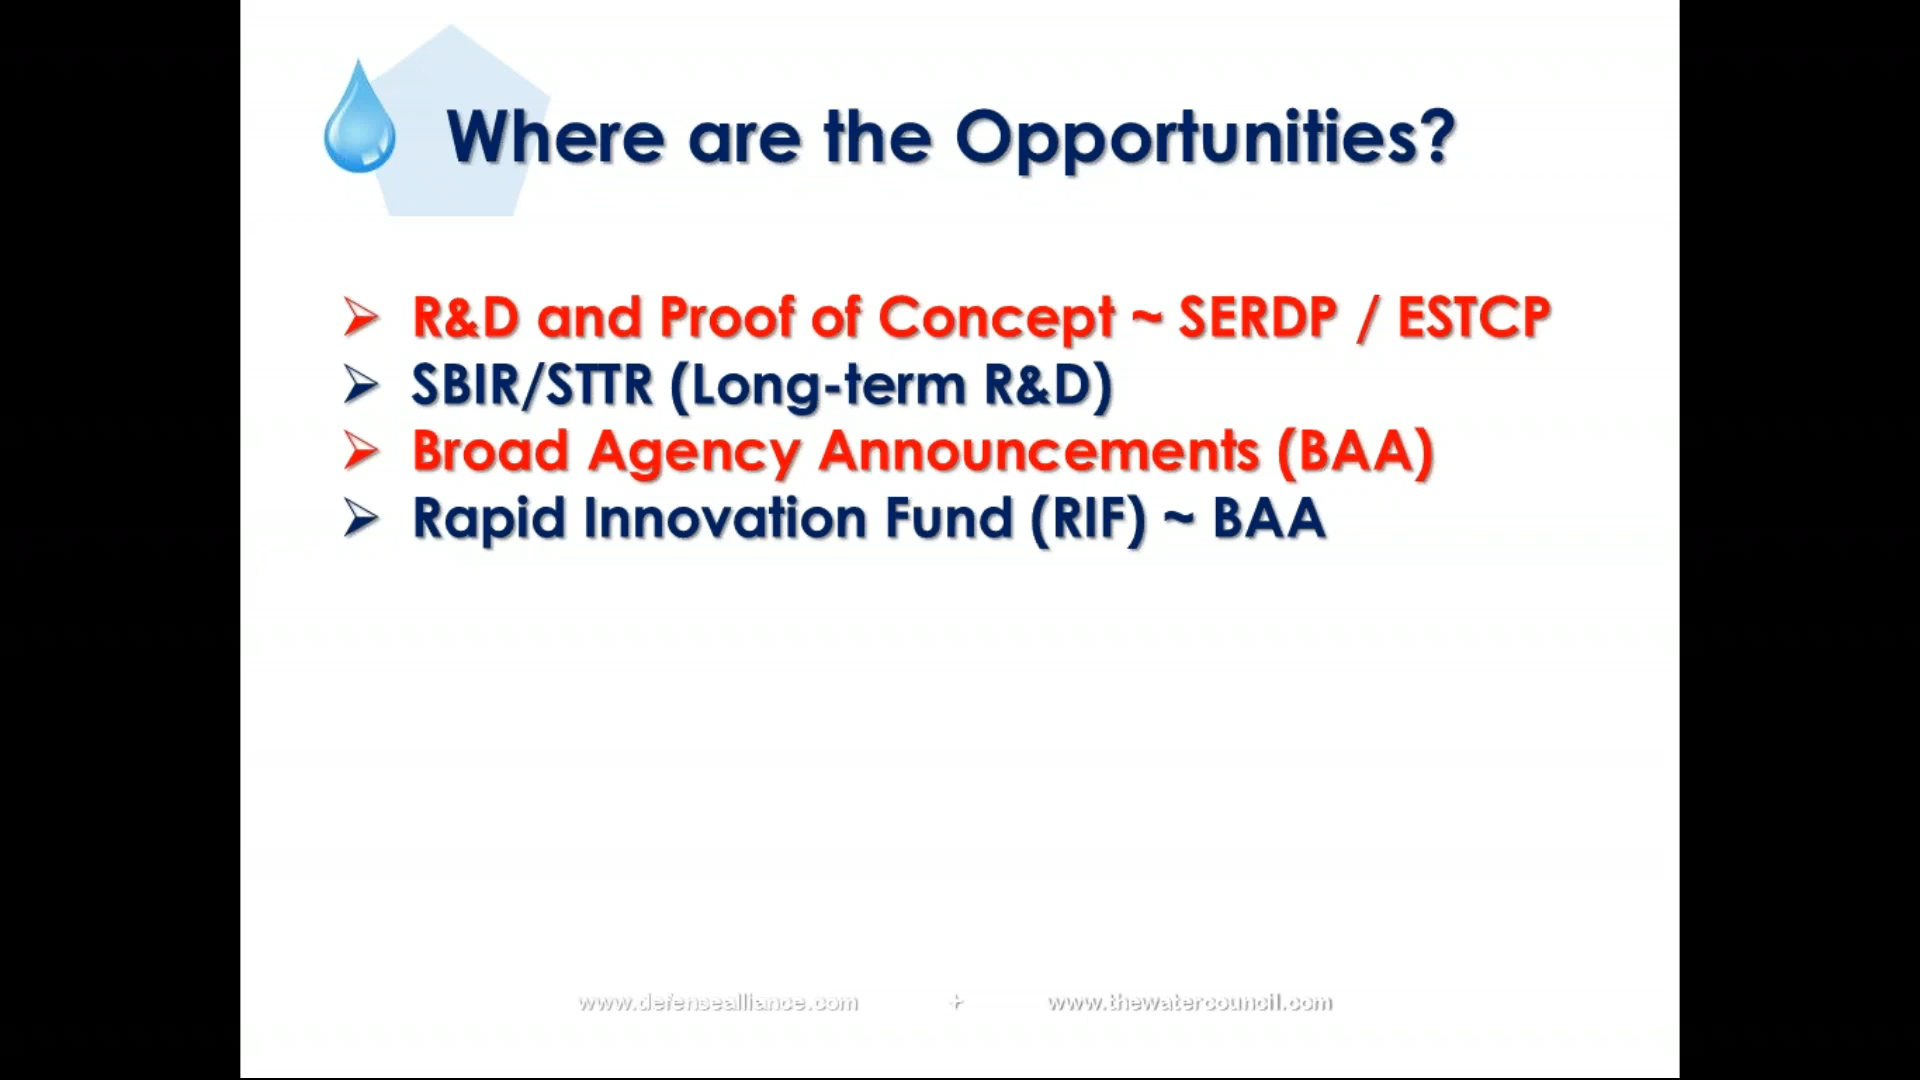 Where are the Opportunities?
R&D and Proof of Concept ~ SERDP / ESTCP
SBIR/STTR (Long-term R&D)
Broad Agency Announcements (BAA)
Rapid Innovation Fund (RIF) ~ BAA
www.defensealliance.com + www.thewatercouncil.com